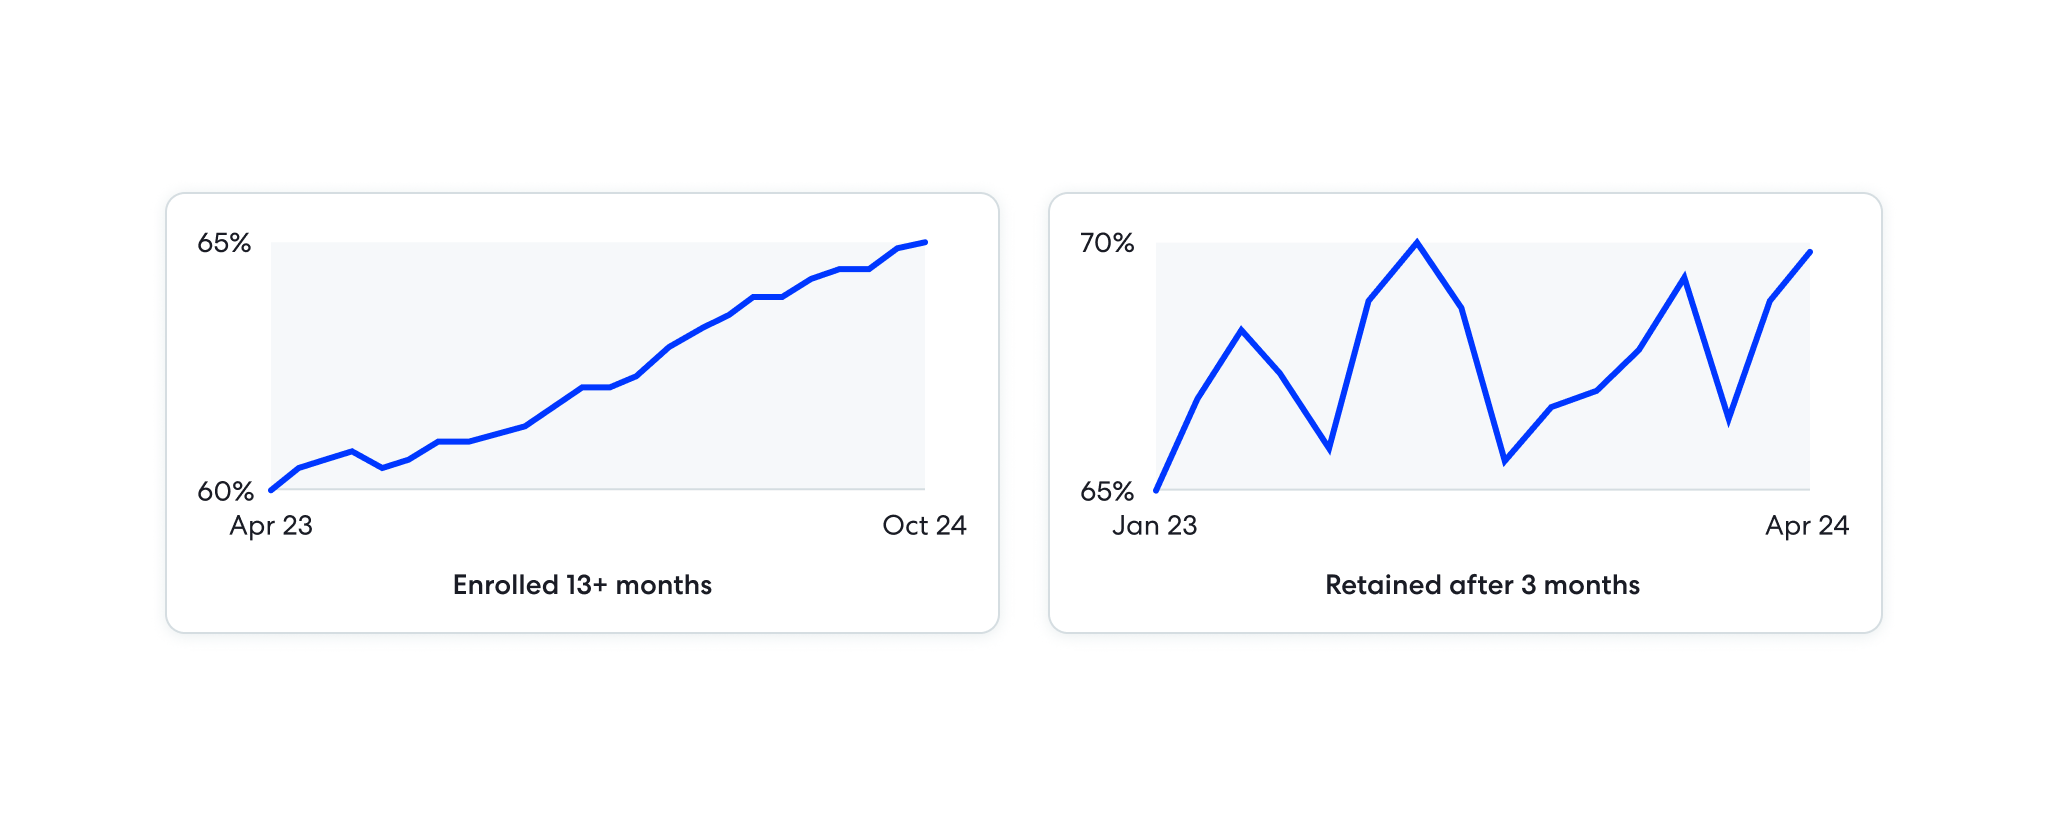 65%
60%
Apr 23
Oct 24
Enrolled 13+ months
70%
65%
Jan 23
Apr 24
Retained after 3 months